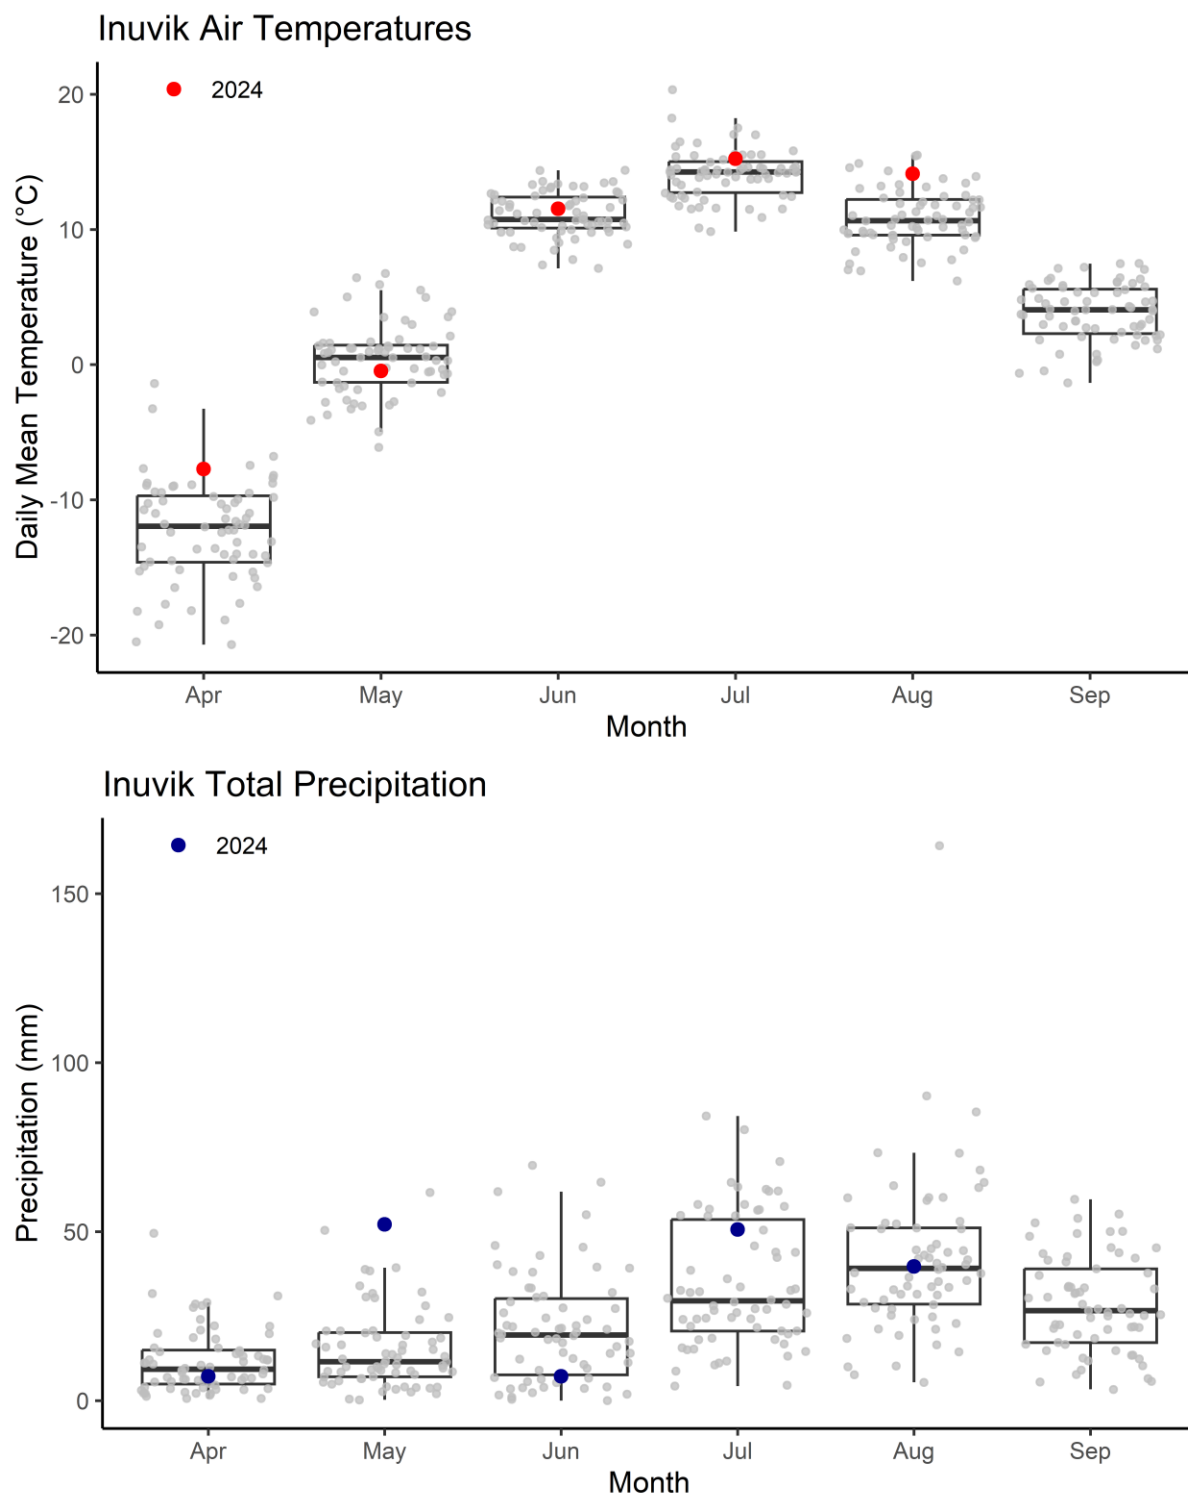 Inuvik Air Temperatures
2024
Daily Mean Temperature (°C)
20
10
0
-10
-20
Apr May Jun Jul Aug Sep
Month
Inuvik Total Precipitation
2024
Precipitation (mm)
150
100
50
0
Apr May Jun Jul Aug Sep
Month